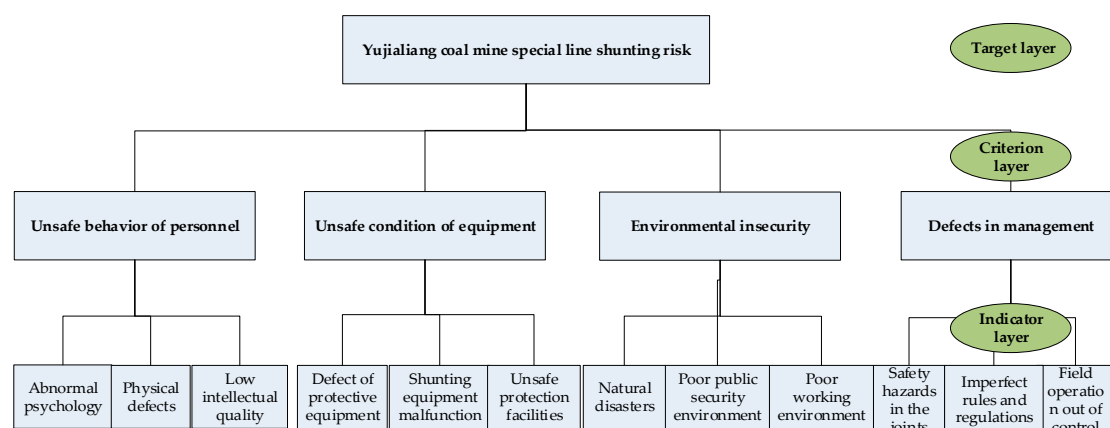 Yujialiang coal mine special line shunting risk
Target layer
Criterion
layer
Unsafe behavior of personnel
Unsafe condition of equipment
Environmental insecurity
Defects in management
Indicator
layer
Abnormal
psychology
Physical
defects
Low
intellectual
quality
Defect of
protective
equipment
Shunting
equipment
malfunction
Unsafe
protection
facilities
Natural
disasters
Poor public
security
environment
Poor
working
environment
Safety
hazards
in the
joints
Imperfect
rules and
regulations
Field
operatio
n out of
control